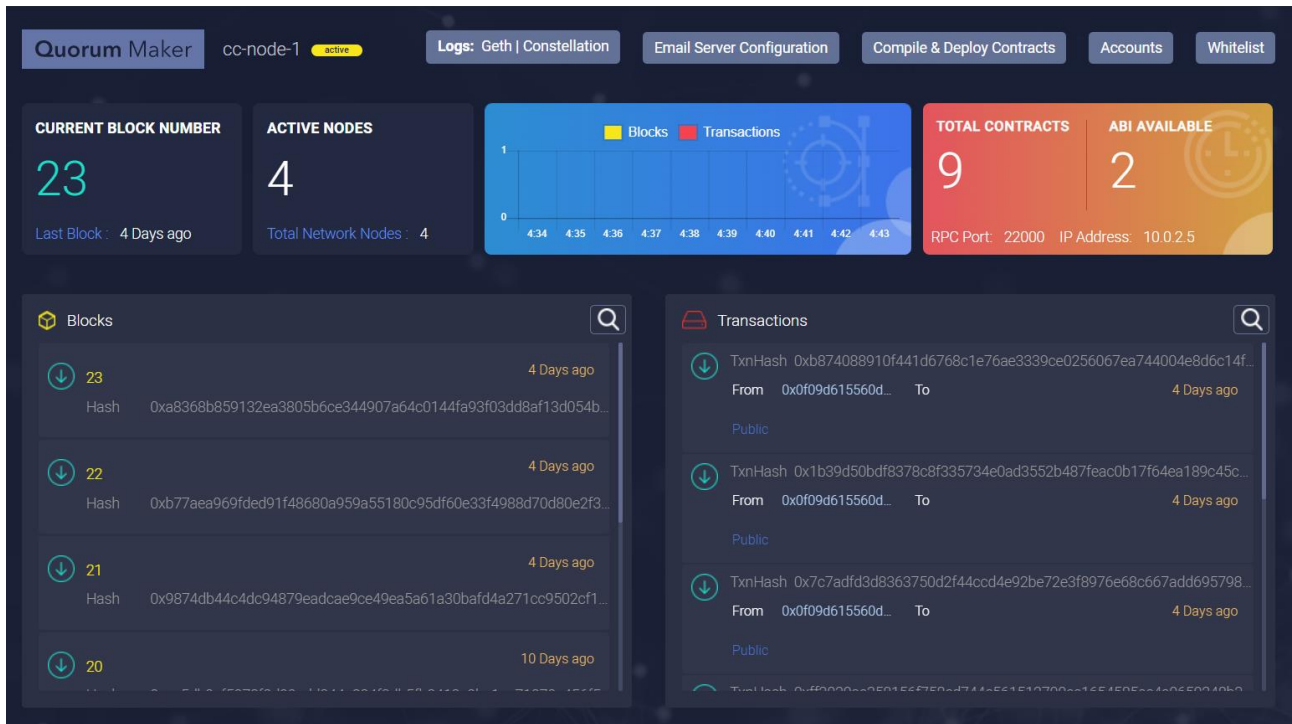 Quorum Maker cc-node-1 active Logs: Geth | Constellation Email Server Configuration Compile & Deploy Contracts Accounts Whitelist
CURRENT BLOCK NUMBER
23
Last Block : 4 Days ago
ACTIVE NODES
4
Total Network Nodes : 4
Blocks Transactions
1
0
4:34 4:35 4:36 4:37 4:38 4:39 4:40 4:41 4:42 4:43
TOTAL CONTRACTS ABI AVAILABLE
9 2
RPC Port: 22000 IP Address: 10.0.2.5
Blocks
23 4 Days ago
Hash 0xa8368b859132ea3805b6ce344907a64c0144fa93f03dd8af13d054b...
22 4 Days ago
Hash 0xb77aea969fded91f48680a959a55180c95df60e33f4988d70d80e2f3...
21 4 Days ago
Hash 0x9874db44c4dc94879eadcae9ce49ea5a61a30bafd4a271cc9502cf1...
20 10 Days ago
Transactions
TxnHash 0xb874088910f441d6768c1e76ae3339ce0256067ea744004e8d6c14f...
From 0x0f09d615560d... To 4 Days ago
Public
TxnHash 0x1b39d50bdf8378c8f335734e0ad3552b487feac0b17f64ea189c45c...
From 0x0f09d615560d... To 4 Days ago
Public
TxnHash 0x7c7adfd3d8363750d2f44ccd4e92be72e3f8976e68c667add695798...
From 0x0f09d615560d... To 4 Days ago
Public